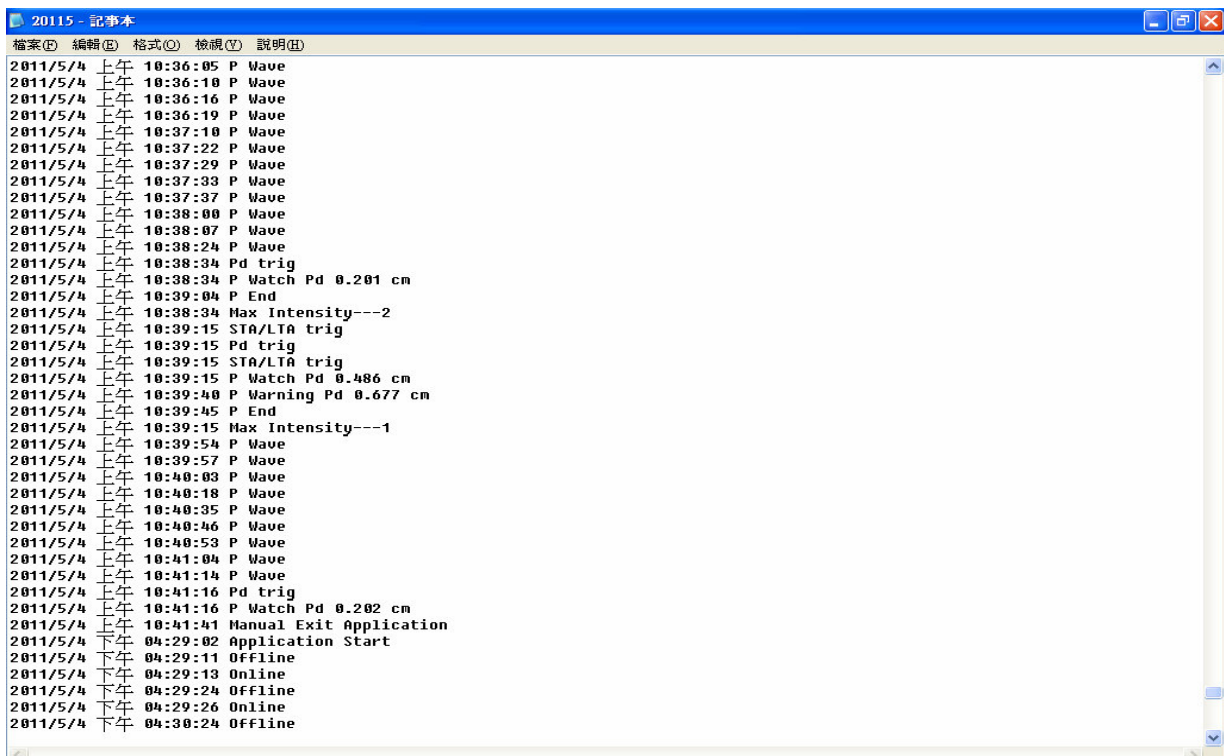 20115 - 記事本
檔案(F) 編輯(E) 格式(O) 檢視(V) 說明(H)
2011/5/4 上午 10:36:05 P Wave
2011/5/4 上午 10:36:10 P Wave
2011/5/4 上午 10:36:16 P Wave
2011/5/4 上午 10:36:19 P Wave
2011/5/4 上午 10:37:10 P Wave
2011/5/4 上午 10:37:22 P Wave
2011/5/4 上午 10:37:29 P Wave
2011/5/4 上午 10:37:33 P Wave
2011/5/4 上午 10:37:37 P Wave
2011/5/4 上午 10:38:00 P Wave
2011/5/4 上午 10:38:07 P Wave
2011/5/4 上午 10:38:24 P Wave
2011/5/4 上午 10:38:34 Pd trig
2011/5/4 上午 10:38:34 P Watch Pd 0.201 cm
2011/5/4 上午 10:39:04 P End
2011/5/4 上午 10:38:34 Max Intensity---2
2011/5/4 上午 10:39:15 STA/LTA trig
2011/5/4 上午 10:39:15 Pd trig
2011/5/4 上午 10:39:15 STA/LTA trig
2011/5/4 上午 10:39:15 P Watch Pd 0.486 cm
2011/5/4 上午 10:39:40 P Warning Pd 0.677 cm
2011/5/4 上午 10:39:45 P End
2011/5/4 上午 10:39:15 Max Intensity---1
2011/5/4 上午 10:39:54 P Wave
2011/5/4 上午 10:39:57 P Wave
2011/5/4 上午 10:40:03 P Wave
2011/5/4 上午 10:40:18 P Wave
2011/5/4 上午 10:40:35 P Wave
2011/5/4 上午 10:40:46 P Wave
2011/5/4 上午 10:40:53 P Wave
2011/5/4 上午 10:41:04 P Wave
2011/5/4 上午 10:41:14 P Wave
2011/5/4 上午 10:41:16 Pd trig
2011/5/4 上午 10:41:16 P Watch Pd 0.202 cm
2011/5/4 上午 10:41:41 Manual Exit Application
2011/5/4 下午 04:29:02 Application Start
2011/5/4 下午 04:29:11 Offline
2011/5/4 下午 04:29:13 Online
2011/5/4 下午 04:29:24 Offline
2011/5/4 下午 04:29:26 Online
2011/5/4 下午 04:30:24 Offline